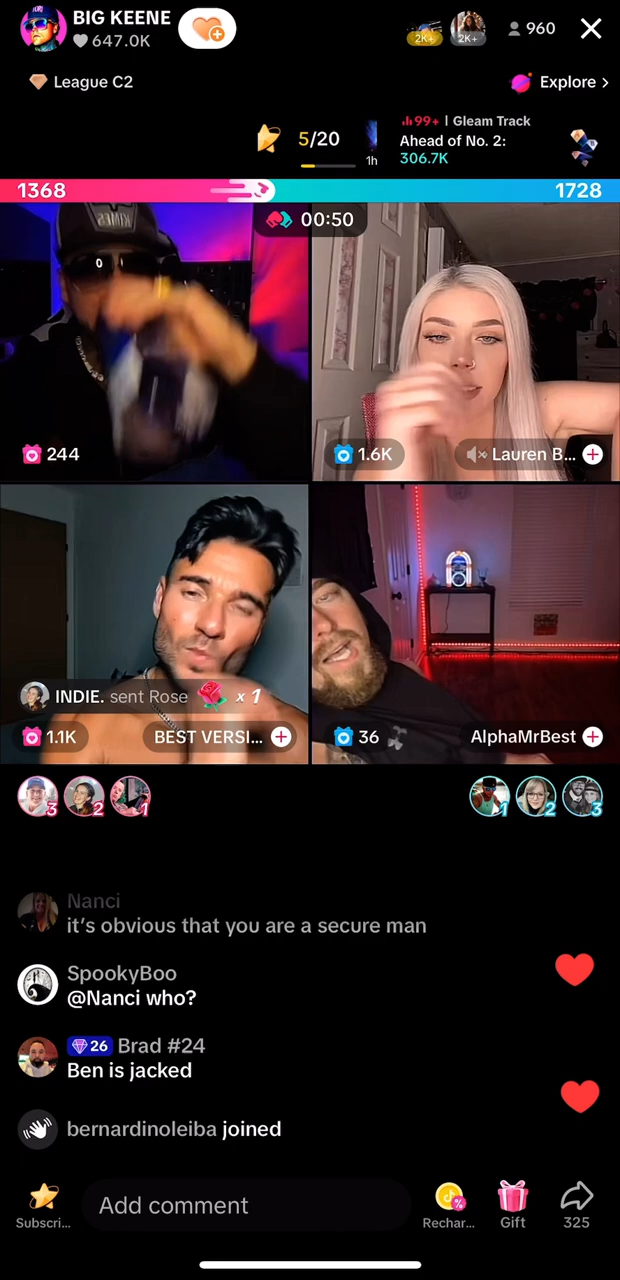 BIG KEENE
647.0K
2K+
2K+
960
League C2
Explore >
5/20
1h
99+ | Gleam Track
Ahead of No. 2:
306.7K
1368
1728
00:50
244
1.6K
Lauren B...
INDIE. sent Rose x 1
1.1K
BEST VERSI...
36
AlphaMrBest
3
2
1
1
2
3
Nanci
it's obvious that you are a secure man
SpookyBoo
@Nanci who?
26 Brad #24
Ben is jacked
bernardinoleiba joined
Add comment
Subscri...
Rechar...
Gift
325